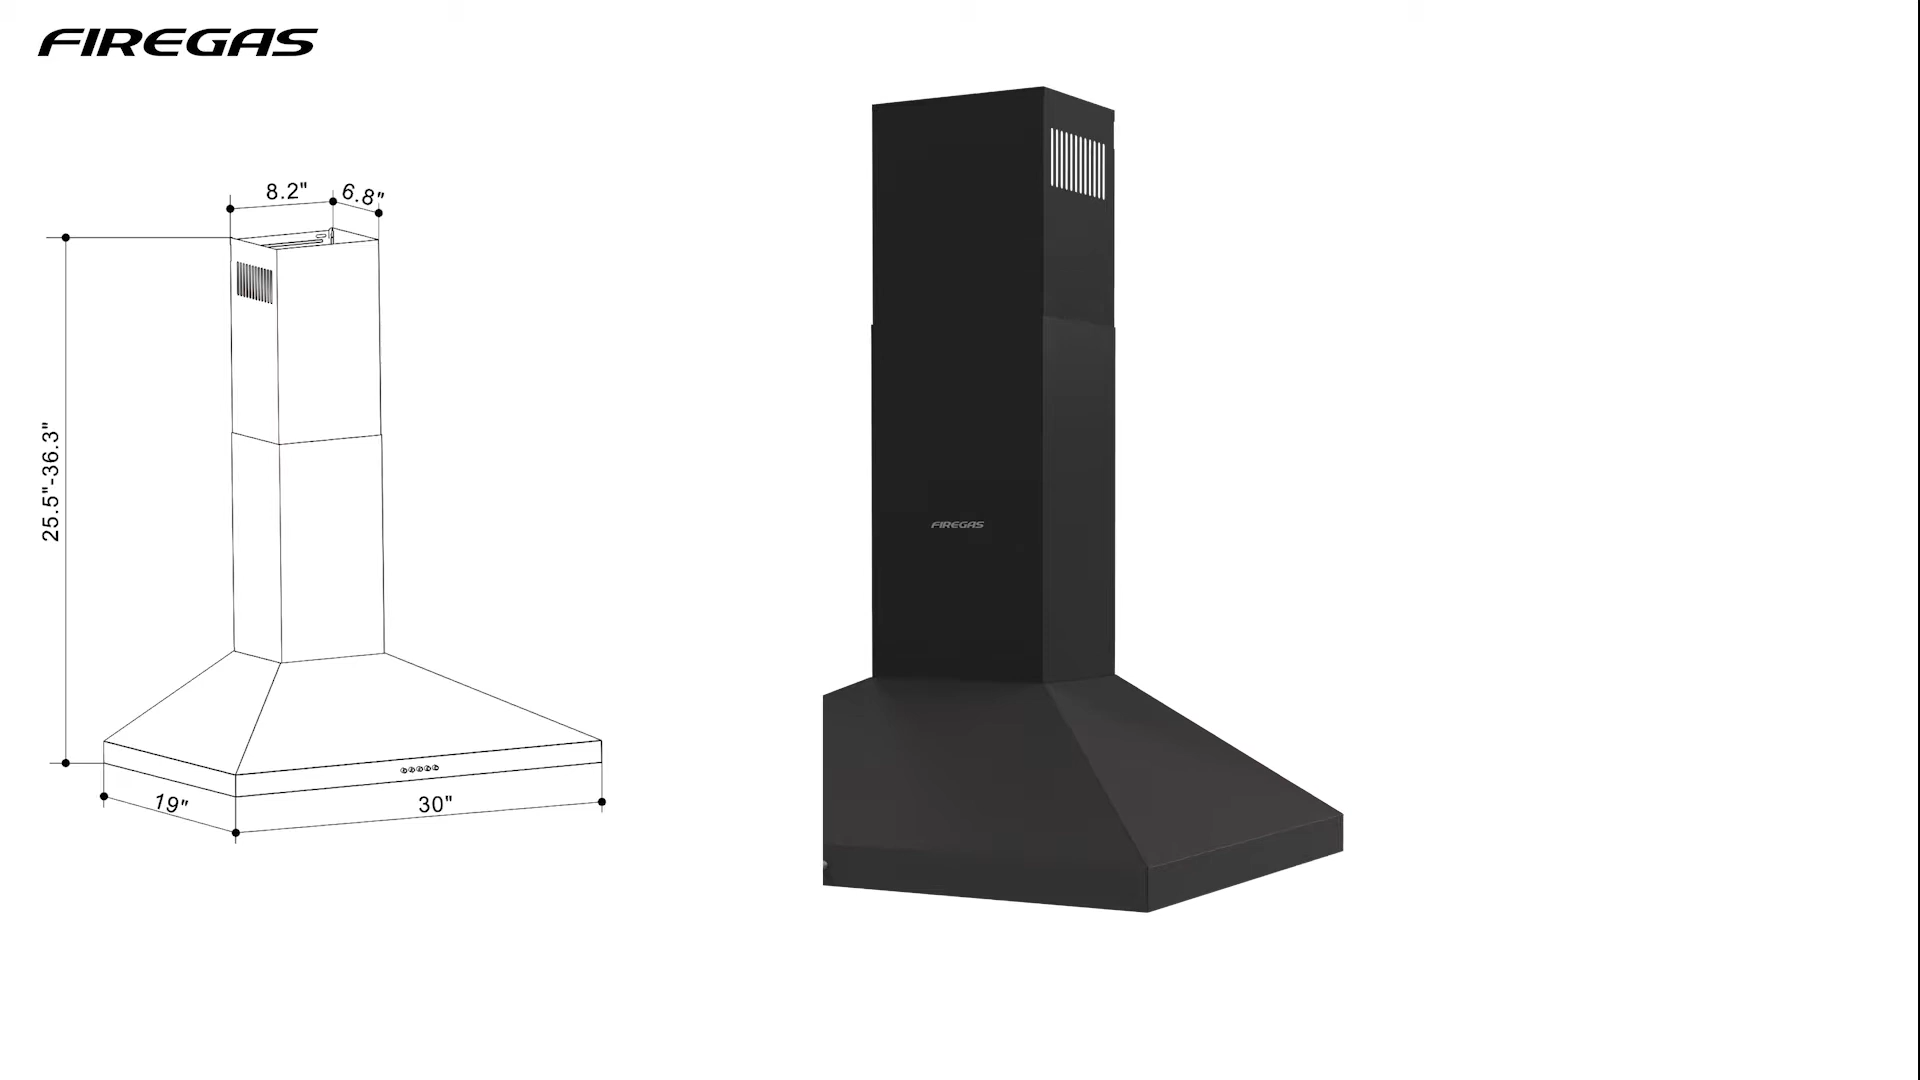 FIREGAS
8.2"
6.8"
25.5"-36.3"
FIREGAS
19"
30"